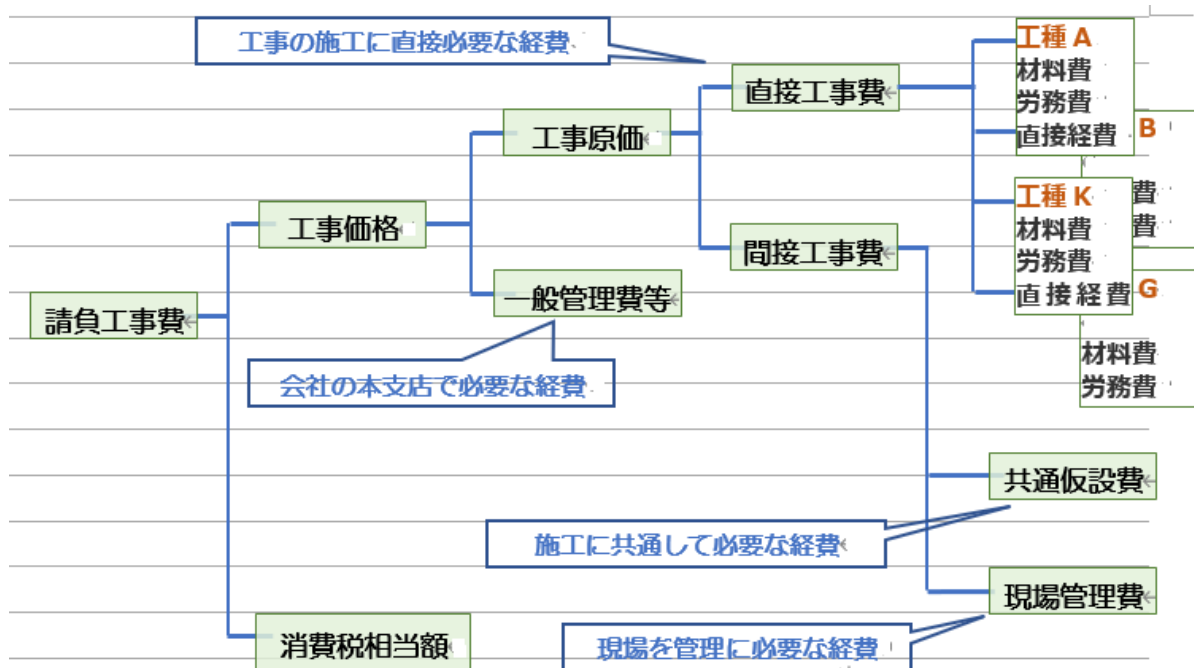 工事の施工に直接必要な経費
工種 A
材料費
労務費
直接経費
B
費
費
直接工事費
工事原価
工種 K
材料費
労務費
直接経費
G
材料費
労務費
工事価格
間接工事費
一般管理費等
請負工事費
会社の本支店で必要な経費
共通仮設費
施工に共通して必要な経費
現場管理費
消費税相当額
現場を管理に必要な経費